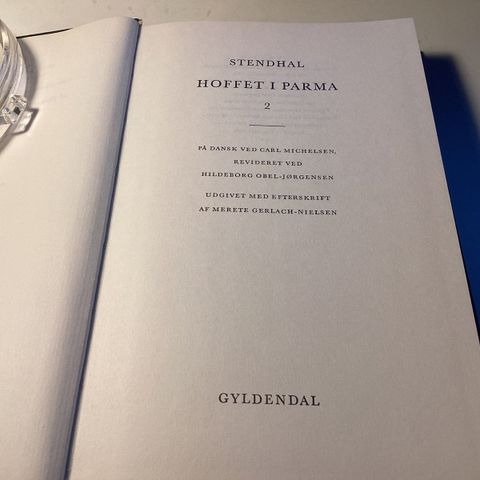 STENDHAL
HOFFET I PARMA
2
PÅ DANSK VED CARL MICHELSEN,
REVIDERET VED
HILDEBORG OBEL-JØRGENSEN
UDGIVET MED EFTERSKRIFT
AF MERETE GERLACH-NIELSEN
GYLDENDAL